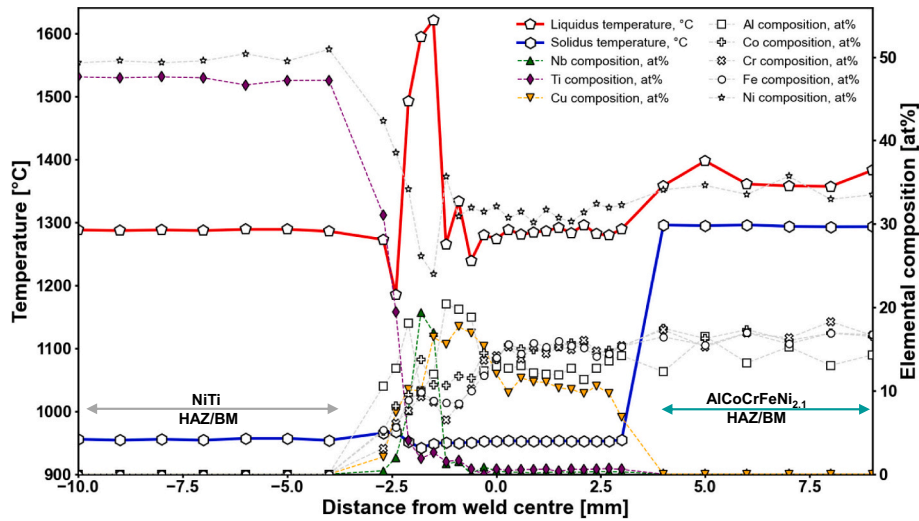 1600
1500
1400
1300
1200
1100
1000
900
Temperature [°C]
Liquidus temperature, °C
Solidus temperature, °C
Nb composition, at%
Ti composition, at%
Cu composition, at%
Al composition, at%
Co composition, at%
Cr composition, at%
Fe composition, at%
Ni composition, at%
50
40
30
20
10
0
Elemental composition [at%]
NiTi
HAZ/BM
AlCoCrFeNi2.1
HAZ/BM
-10.0 -7.5 -5.0 -2.5 0.0 2.5 5.0 7.5
Distance from weld centre [mm]